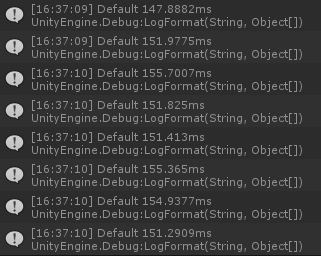 [16:37:09] Default 147.8882ms
UnityEngine.Debug:LogFormat(String, Object[])
[16:37:09] Default 151.9775ms
UnityEngine.Debug:LogFormat(String, Object[])
[16:37:10] Default 155.7007ms
UnityEngine.Debug:LogFormat(String, Object[])
[16:37:10] Default 151.825ms
UnityEngine.Debug:LogFormat(String, Object[])
[16:37:10] Default 151.413ms
UnityEngine.Debug:LogFormat(String, Object[])
[16:37:10] Default 155.365ms
UnityEngine.Debug:LogFormat(String, Object[])
[16:37:10] Default 154.9377ms
UnityEngine.Debug:LogFormat(String, Object[])
[16:37:10] Default 151.2909ms
UnityEngine.Debug:LogFormat(String, Object[])